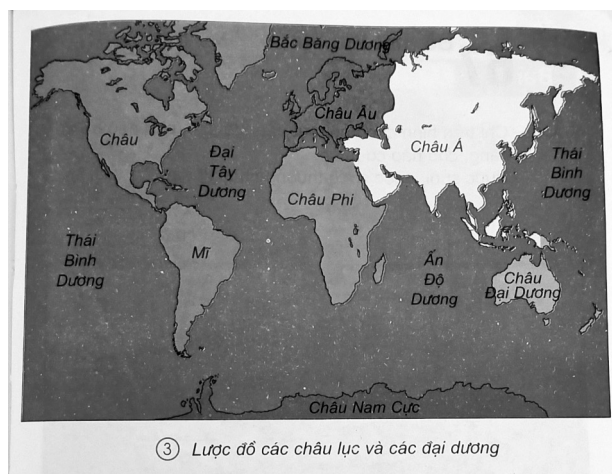 Bắc Băng Dương
Châu Âu
Châu
Đại
Tây
Dương
Châu Á
Thái
Bình
Dương
Châu Phi
Thái
Bình
Dương
Mĩ
Ấn
Độ
Dương
Châu
Đại Dương
Châu Nam Cực
3 Lược đồ các châu lục và các đại dương